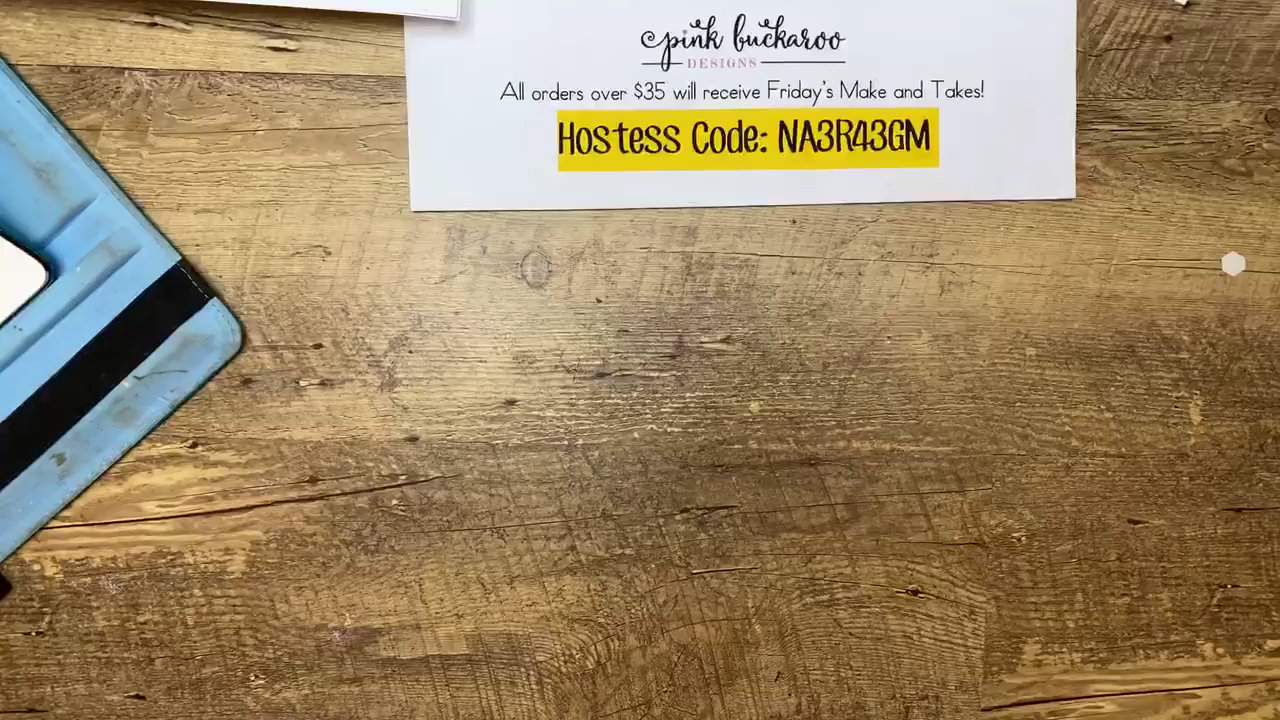 pink buckaroo
DESIGNS
All orders over $35 will receive Friday's Make and Takes!
Hostess Code: NA3R43GM